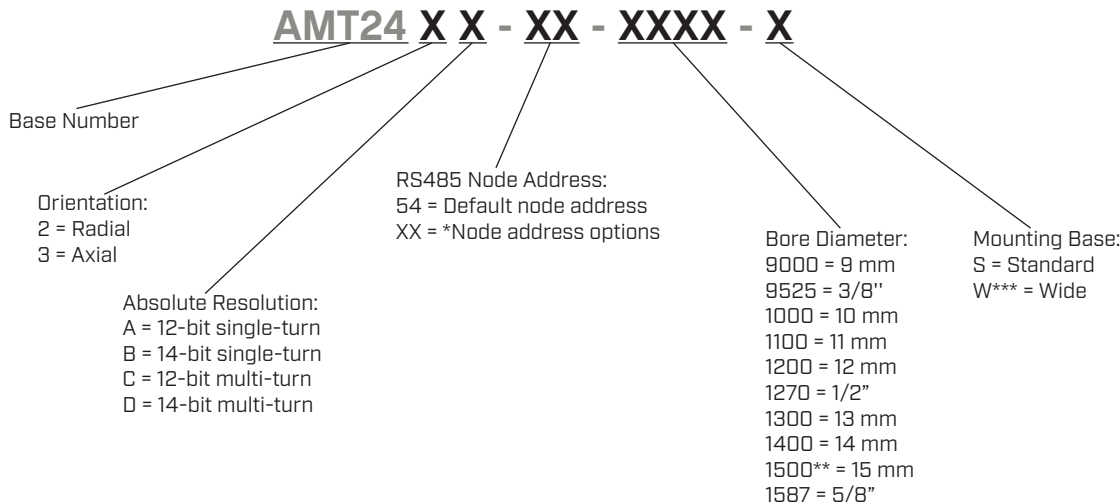 AMT24 X X - XX - XXXX - X
Base Number
Orientation:
2 = Radial
3 = Axial
Absolute Resolution:
A = 12-bit single-turn
B = 14-bit single-turn
C = 12-bit multi-turn
D = 14-bit multi-turn
RS485 Node Address:
54 = Default node address
XX = *Node address options
Bore Diameter:
9000 = 9 mm
9525 = 3/8''
1000 = 10 mm
1100 = 11 mm
1200 = 12 mm
1270 = 1/2”
1300 = 13 mm
1400 = 14 mm
1500** = 15 mm
1587 = 5/8”
Mounting Base:
S = Standard
W*** = Wide